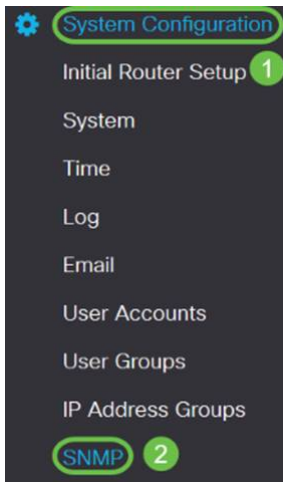 System Configuration
Initial Router Setup 1
System
Time
Log
Email
User Accounts
User Groups
IP Address Groups
SNMP 2